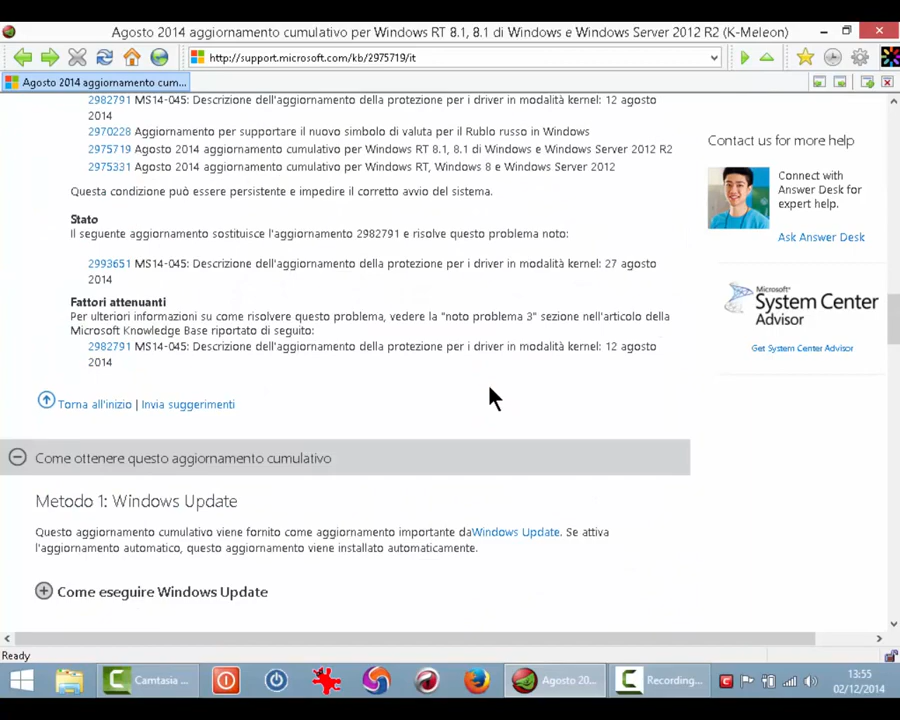 Agosto 2014 aggiornamento cumulativo per Windows RT 8.1, 8.1 di Windows e Windows Server 2012 R2 (K-Meleon)
http://support.microsoft.com/kb/2975719/it
Agosto 2014 aggiornamento cum...
2982791 MS14-045: Descrizione dell'aggiornamento della protezione per i driver in modalità kernel: 12 agosto
2014
2970228 Aggiornamento per supportare il nuovo simbolo di valuta per il Rublo russo in Windows
2975719 Agosto 2014 aggiornamento cumulativo per Windows RT 8.1, 8.1 di Windows e Windows Server 2012 R2
2975331 Agosto 2014 aggiornamento cumulativo per Windows RT, Windows 8 e Windows Server 2012
Questa condizione può essere persistente e impedire il corretto avvio del sistema.
Stato
Il seguente aggiornamento sostituisce l'aggiornamento 2982791 e risolve questo problema noto:
2993651 MS14-045: Descrizione dell'aggiornamento della protezione per i driver in modalità kernel: 27 agosto
2014
Fattori attenuanti
Per ulteriori informazioni su come risolvere questo problema, vedere la "noto problema 3" sezione nell'articolo della
Microsoft Knowledge Base riportato di seguito:
2982791 MS14-045: Descrizione dell'aggiornamento della protezione per i driver in modalità kernel: 12 agosto
2014
Torna all'inizio | Invia suggerimenti
Come ottenere questo aggiornamento cumulativo
Metodo 1: Windows Update
Questo aggiornamento cumulativo viene fornito come aggiornamento importante daWindows Update. Se attiva
l'aggiornamento automatico, questo aggiornamento viene installato automaticamente.
Come eseguire Windows Update
Contact us for more help
Connect with
Answer Desk for
expert help.
Ask Answer Desk
Microsoft
System Center
Advisor
Get System Center Advisor
Ready
Camtasia ...
Agosto 20...
Recording...
13:55
02/12/2014